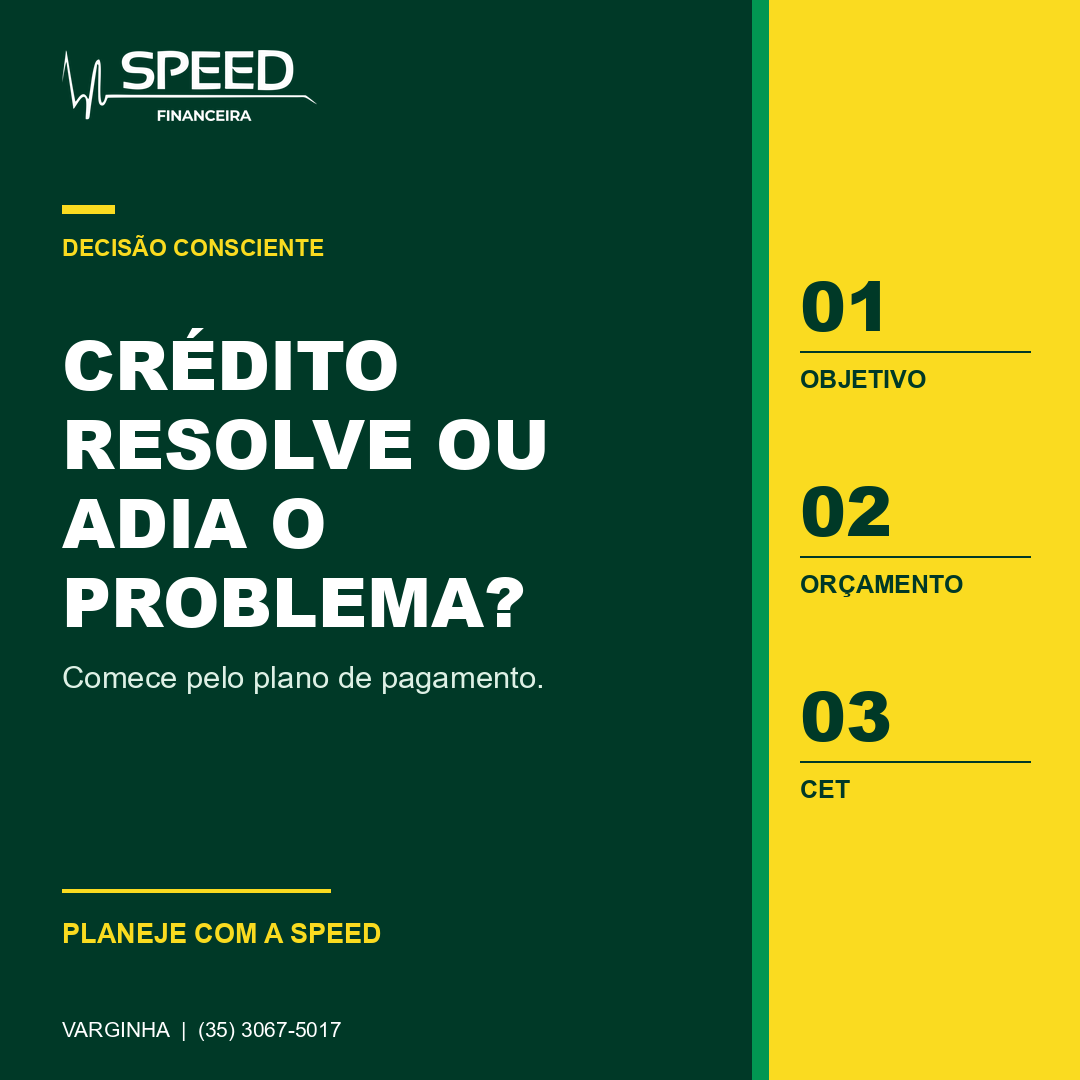 SPEED
FINANCEIRA
DECISÃO CONSCIENTE
CRÉDITO
RESOLVE OU
ADIA O
PROBLEMA?
Comece pelo plano de pagamento.
PLANEJE COM A SPEED
VARGINHA | (35) 3067-5017
01
OBJETIVO
02
ORÇAMENTO
03
CET